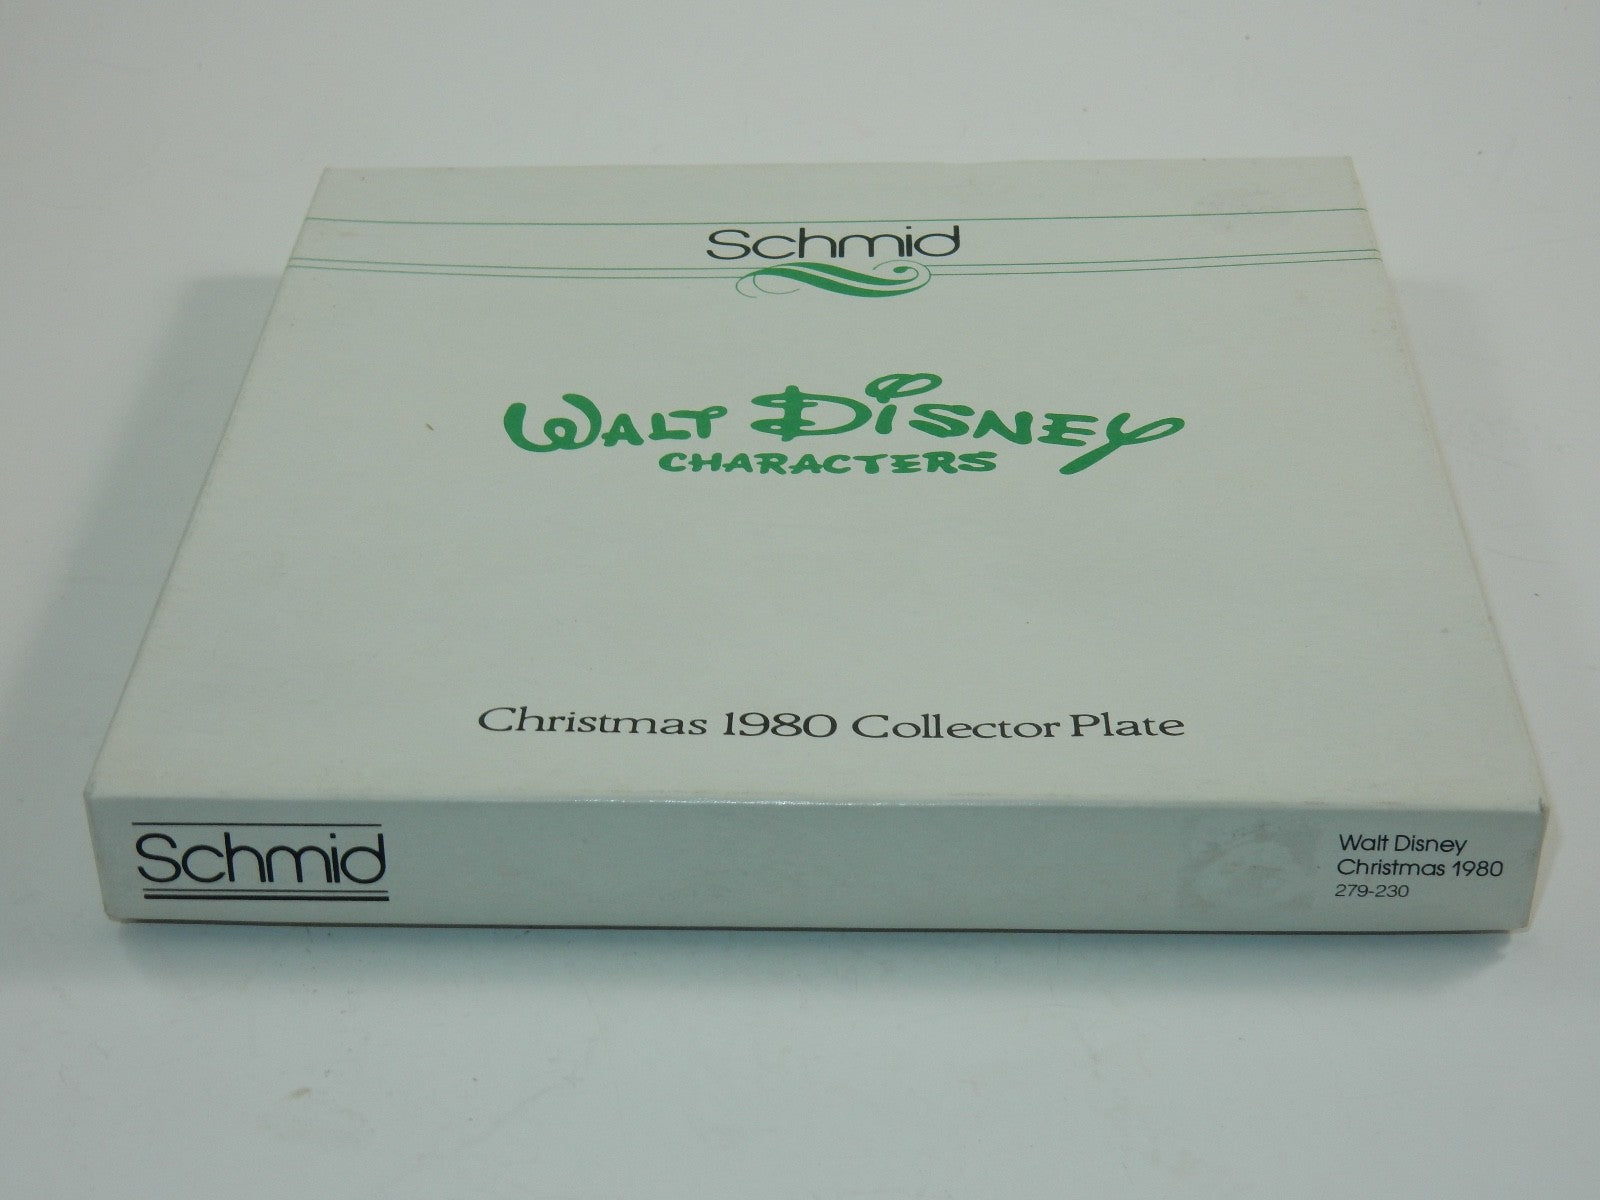 Schmid
WALT DISNEY
CHARACTERS
Christmas 1980 Collector Plate
Schmid
Walt Disney
Christmas 1980
279-230